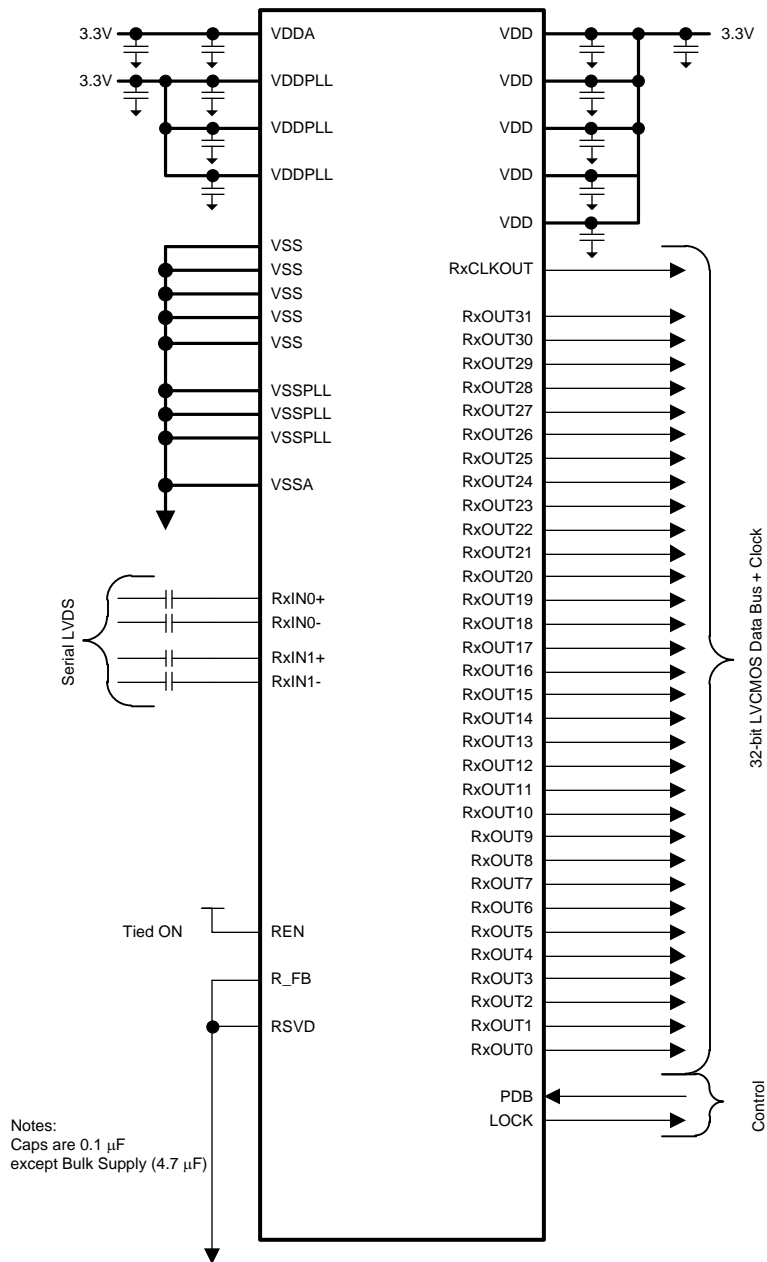 3.3V
VDDA
3.3V
VDDPLL
VDDPLL
VDDPLL
VSS
VSS
VSS
VSS
VSS
VSSPLL
VSSPLL
VSSPLL
VSSA
Serial LVDS
RxIN0+
RxIN0-
RxIN1+
RxIN1-
Tied ON
REN
R_FB
RSVD
Notes:
Caps are 0.1 µF
except Bulk Supply (4.7 µF)
VDD
3.3V
VDD
VDD
VDD
VDD
RxCLKOUT
RxOUT31
RxOUT30
RxOUT29
RxOUT28
RxOUT27
RxOUT26
RxOUT25
RxOUT24
RxOUT23
RxOUT22
RxOUT21
RxOUT20
RxOUT19
RxOUT18
RxOUT17
RxOUT16
RxOUT15
RxOUT14
RxOUT13
RxOUT12
RxOUT11
RxOUT10
RxOUT9
RxOUT8
RxOUT7
RxOUT6
RxOUT5
RxOUT4
RxOUT3
RxOUT2
RxOUT1
RxOUT0
32-bit LVCMOS Data Bus + Clock
PDB
LOCK
Control